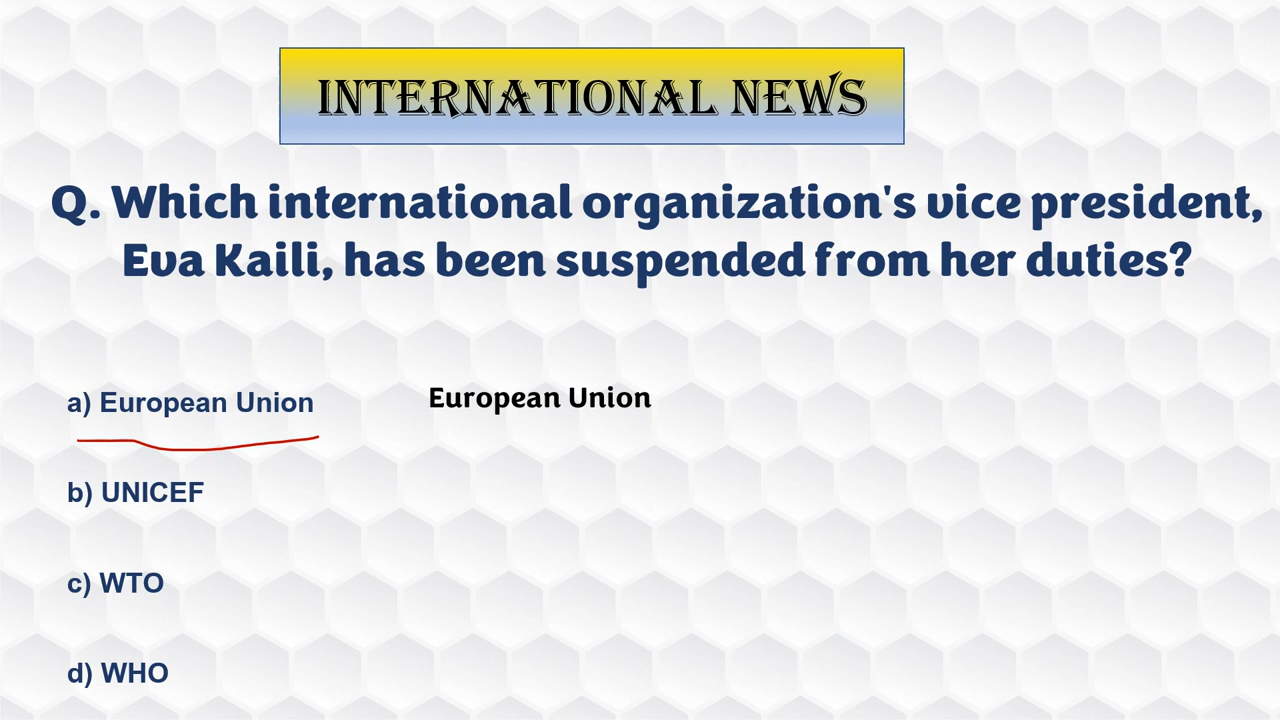 INTERNATIONAL NEWS
Q. Which international organization's vice president,
Eva Kaili, has been suspended from her duties?
a) European Union
European Union
b) UNICEF
c) WTO
d) WHO